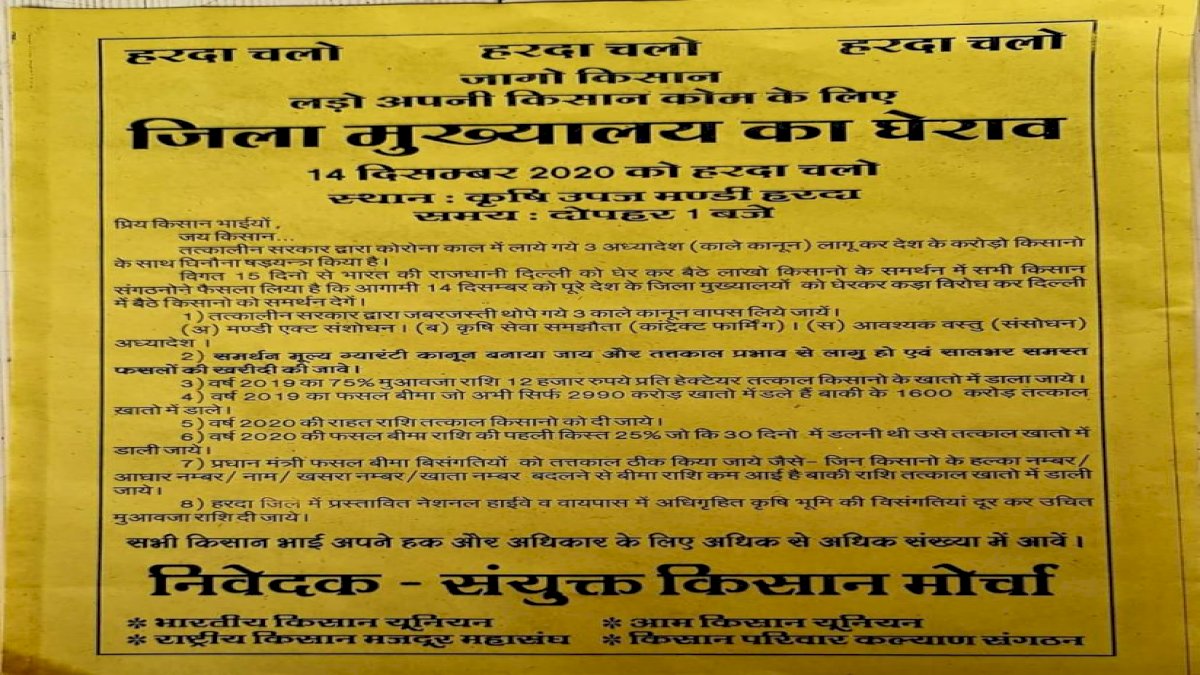 हरदा चलो हरदा चलो हरदा चलो
जागो किसान
लड़ो अपनी किसान कोम के लिए
जिला मुख्यालय का घेराव
14 दिसम्बर 2020 को हरदा चलो
स्थान : कृषि उपज मण्डी हरदा
समय : दोपहर 1 बजे
प्रिय किसान भाईयों,
जय किसान...
तत्कालीन सरकार द्वारा कोरोना काल में लाये गये 3 अध्यादेश (काले कानून) लागू कर देश के करोड़ो किसानो
के साथ घिनौना षड़यन्त्र किया है।
विगत 15 दिनो से भारत की राजधानी दिल्ली को घेर कर बैठे लाखो किसानो के समर्थन में सभी किसान
संगठनोने फैसला लिया है कि आगामी 14 दिसम्बर को पूरे देश के जिला मुख्यालयों को घेरकर कड़ा विरोध कर दिल्ली
में बैठे किसानो को समर्थन देगें।
1) तत्कालीन सरकार द्वारा जबरजस्ती थोपे गये 3 काले कानून वापस लिये जायें।
(अ) मण्डी एक्ट संशोधन। (ब) कृषि सेवा समझौता (कांट्रेक्ट फार्मिंग)। (स) आवश्यक वस्तु (संसोधन)
अध्यादेश ।
2) समर्थन मूल्य ग्यारंटी कानून बनाया जाय और तत्तकाल प्रभाव से लागु हो एवं सालभर समस्त
फसलों की खरीदी की जावे।
3) वर्ष 2019 का 75% मुआवजा राशि 12 हजार रुपये प्रति हेक्टेयर तत्काल किसानो के खातो में डाला जाये।
4) वर्ष 2019 का फसल बीमा जो अभी सिर्फ 2990 करोड़ खातो में डले हैं बाकी के 1600 करोड़ तत्काल
ख़ातो में डाले।
5) वर्ष 2020 की राहत राशि तत्काल किसानो को दी जाये।
6) वर्ष 2020 की फसल बीमा राशि की पहली किस्त 25% जो कि 30 दिनो में डलनी थी उसे तत्काल खातो में
डाली जाये।
7) प्रधान मंत्री फसल बीमा बिसंगतियों को तत्तकाल ठीक किया जाये जैसे- जिन किसानो के हल्का नम्बर/
आधार नम्बर/ नाम/ खसरा नम्बर/खाता नम्बर बदलने से बीमा राशि कम आई है बाकी राशि तत्काल खातो में डाली
जाये।
8) हरदा जिले में प्रस्तावित नेशनल हाईवे व वायपास में अधिगृहित कृषि भूमि की विसंगतियां दूर कर उचित
मुआवजा राशि दी जाये।
सभी किसान भाई अपने हक और अधिकार के लिए अधिक से अधिक संख्या में आवें।
निवेदक - संयुक्त किसान मोर्चा
* भारतीय किसान यूनियन * आम किसान यूनियन
* राष्ट्रीय किसान मजदूर महासंघ * किसान परिवार कल्याण संगठन